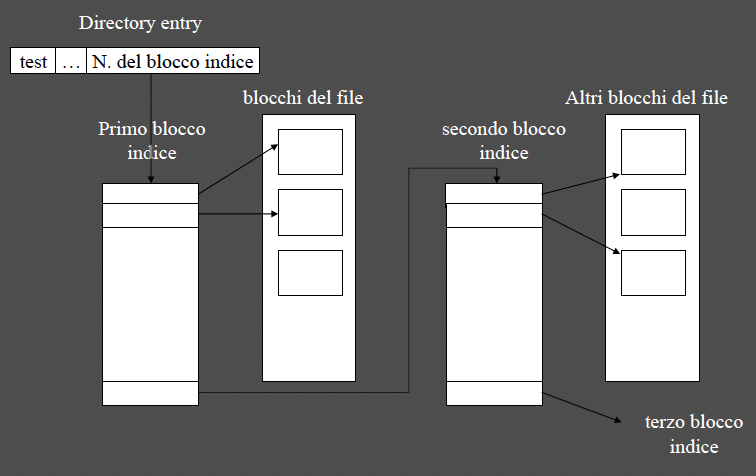 Directory entry
test … N. del blocco indice
blocchi del file
Altri blocchi del file
Primo blocco
indice
secondo blocco
indice
terzo blocco
indice